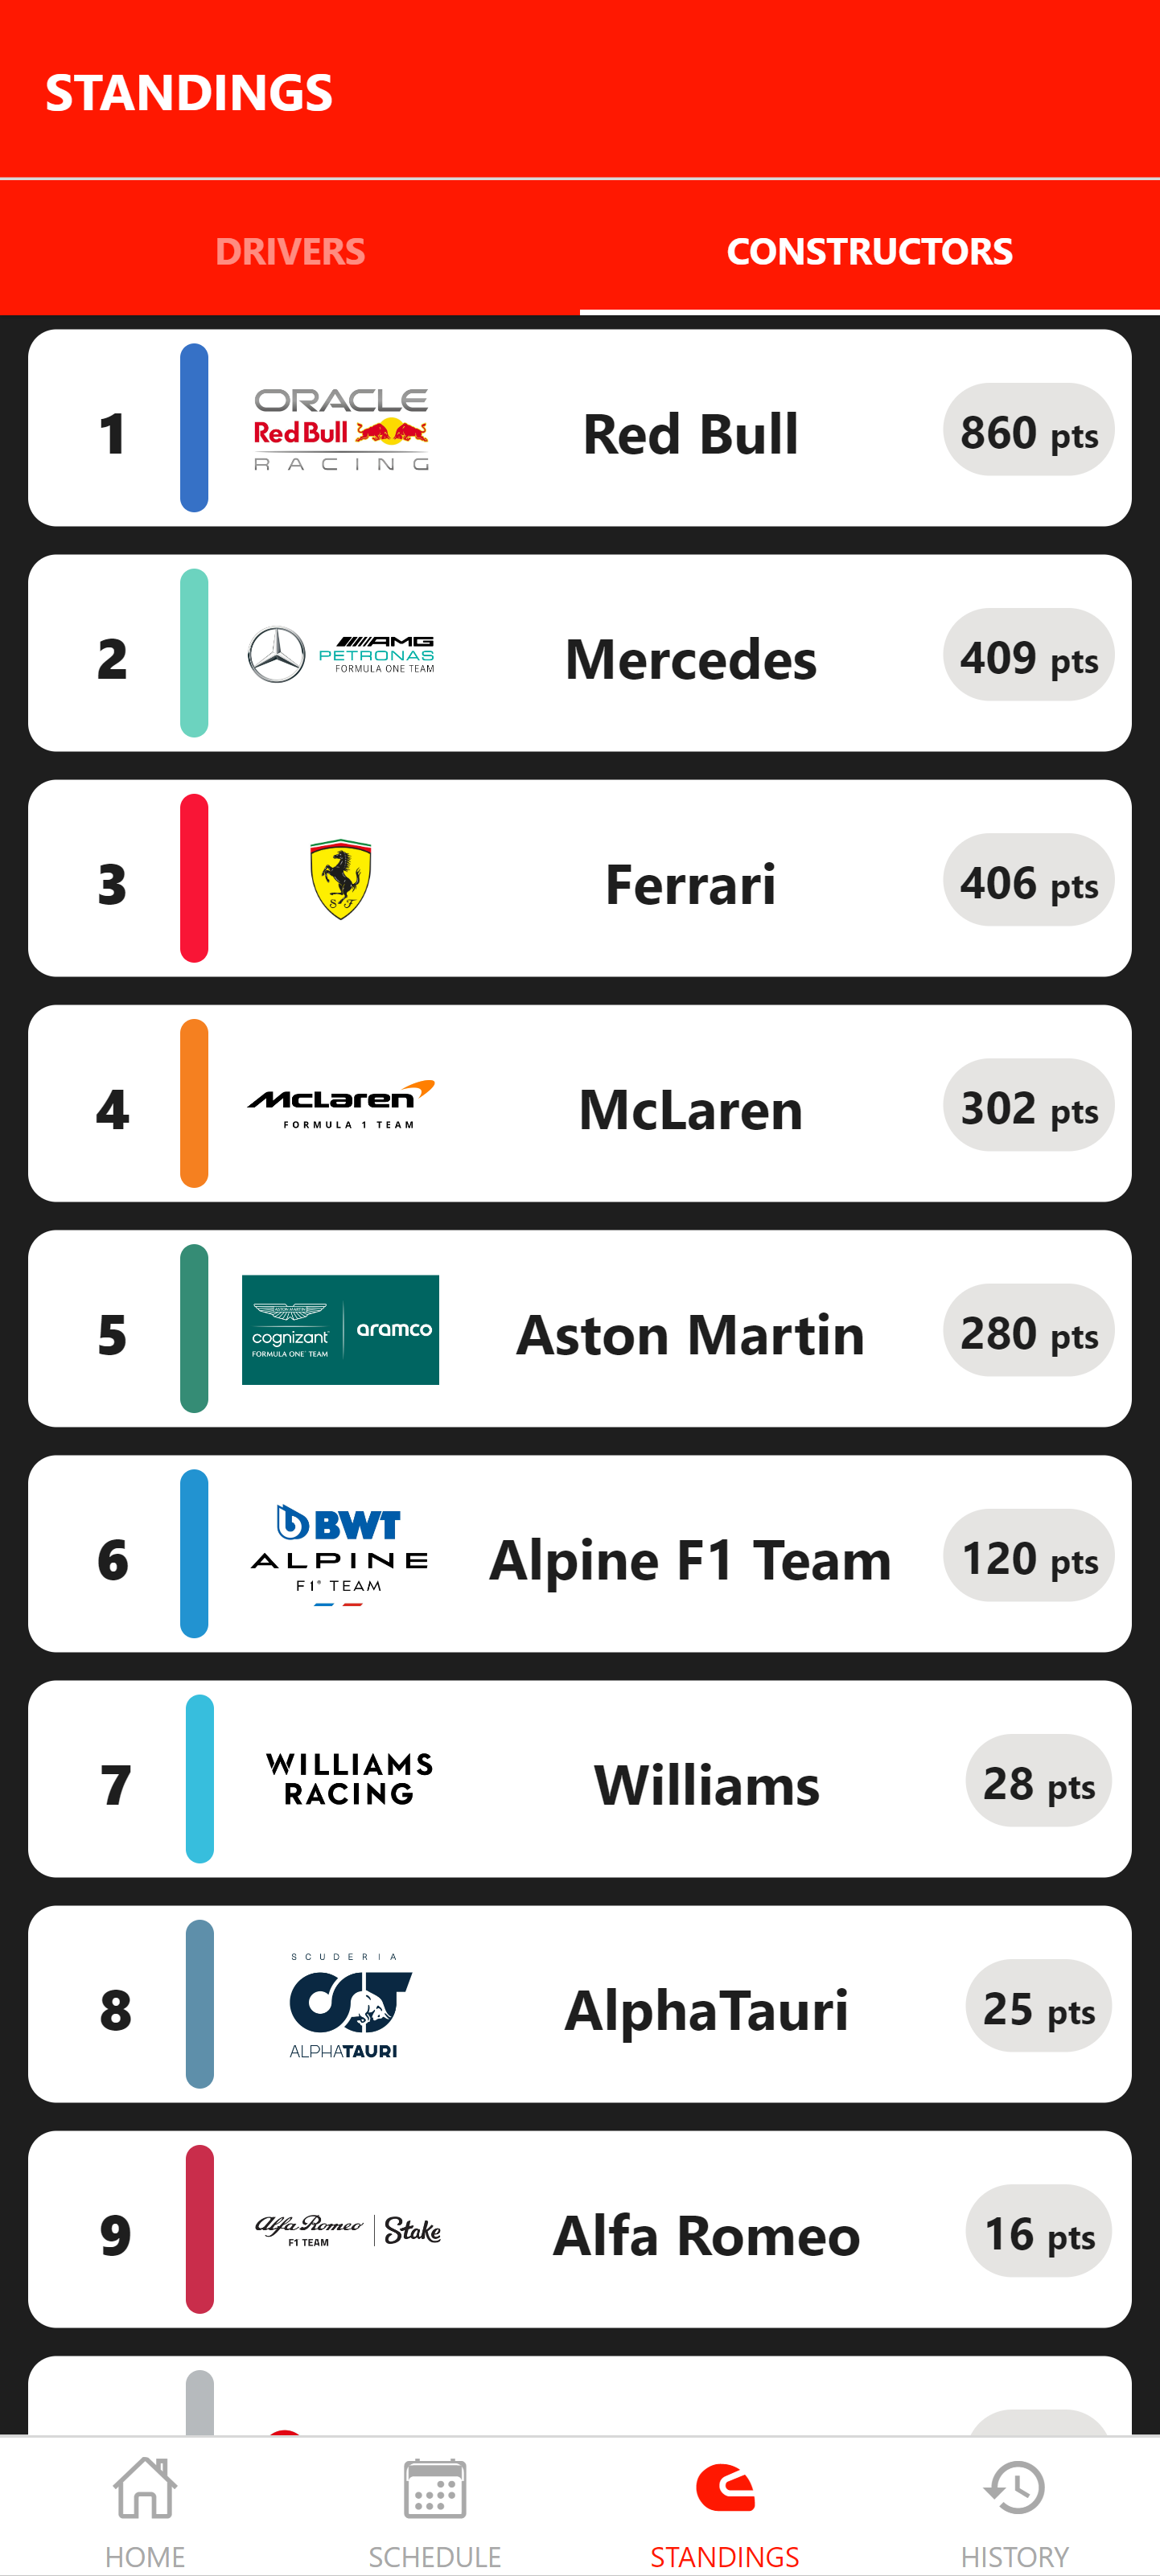 STANDINGS
DRIVERS CONSTRUCTORS
1 ORACLE Red Bull RACING Red Bull 860 pts
2 AMG PETRONAS FORMULA ONE TEAM Mercedes 409 pts
3 S F Ferrari 406 pts
4 McLaren FORMULA 1 TEAM McLaren 302 pts
5 ASTON MARTIN cognizant FORMULA ONE™ TEAM aramco Aston Martin 280 pts
6 BWT ALPINE F1® TEAM Alpine F1 Team 120 pts
7 WILLIAMS RACING Williams 28 pts
8 SCUDERIA AT ALPHATAURI AlphaTauri 25 pts
9 Alfa Romeo F1 TEAM Stake Alfa Romeo 16 pts
HOME SCHEDULE STANDINGS HISTORY